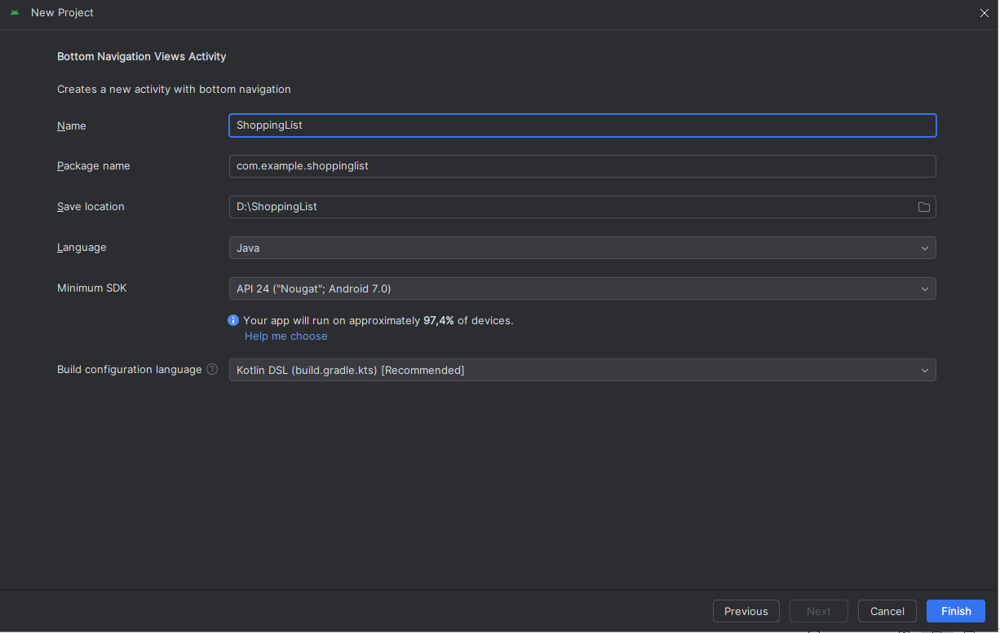 New Project
Bottom Navigation Views Activity
Creates a new activity with bottom navigation
Name ShoppingList
Package name com.example.shoppinglist
Save location D:\ShoppingList
Language Java
Minimum SDK API 24 ("Nougat"; Android 7.0)
Your app will run on approximately 97,4% of devices.
Help me choose
Build configuration language ? Kotlin DSL (build.gradle.kts) [Recommended]
Previous Next Cancel Finish